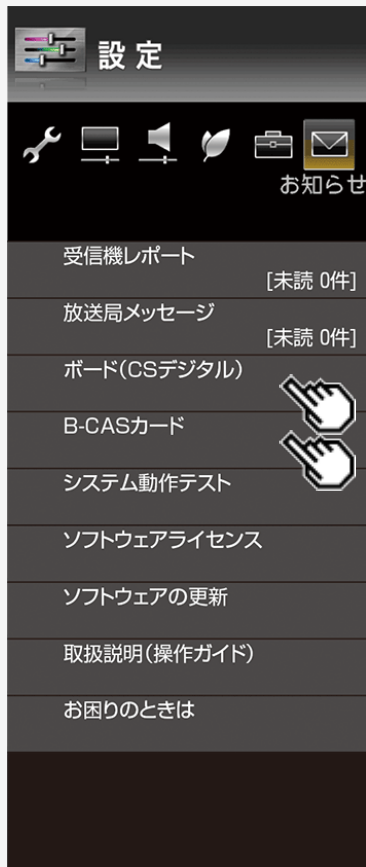 設定
お知らせ
受信機レポート
[未読 0件]
放送局メッセージ
[未読 0件]
ボード(CSデジタル)
B-CASカード
システム動作テスト
ソフトウェアライセンス
ソフトウェアの更新
取扱説明(操作ガイド)
お困りのときは